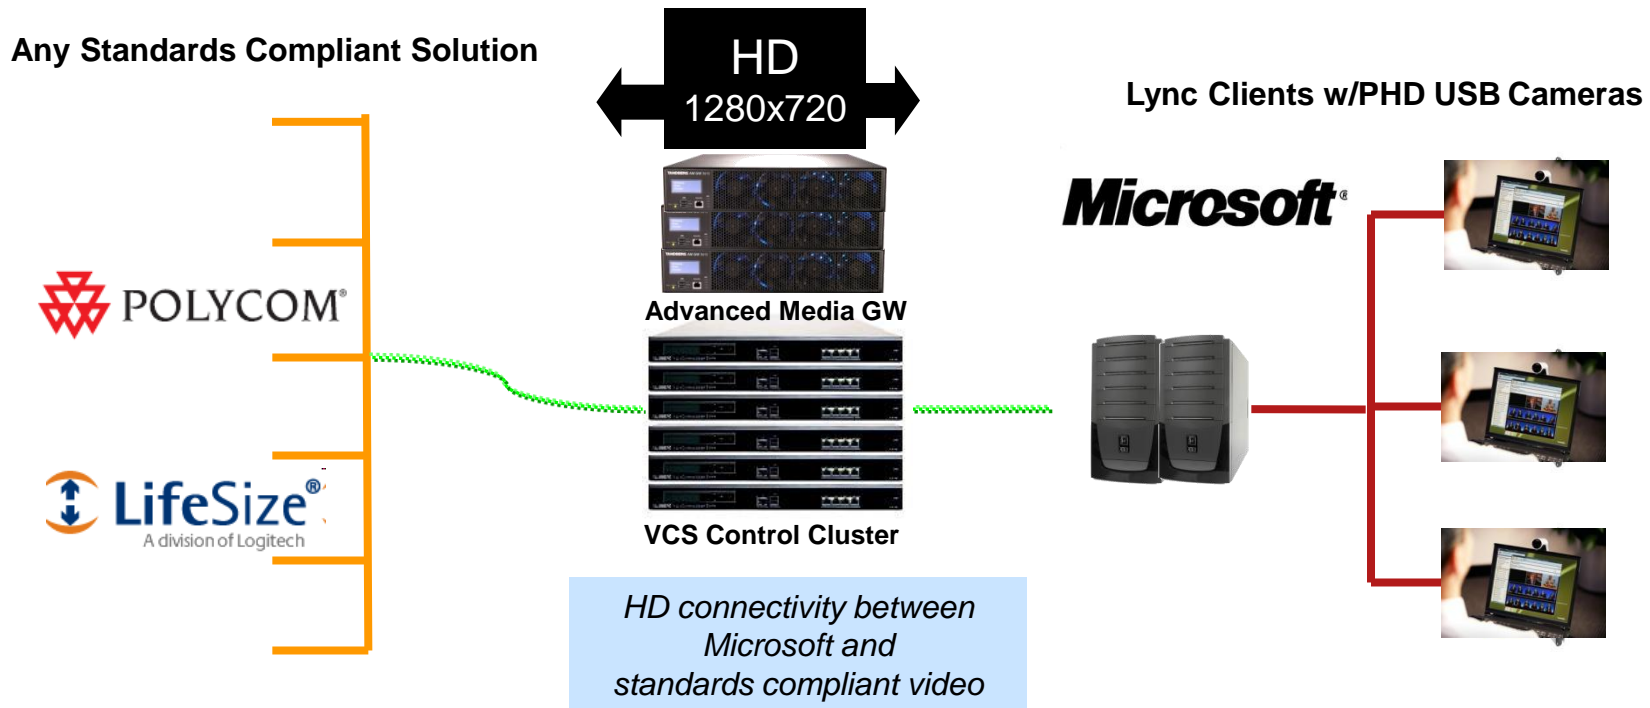 Any Standards Compliant Solution
HD
1280x720
Lync Clients w/PHD USB Cameras
Microsoft®
POLYCOM®
Advanced Media GW
LifeSize®
A division of Logitech
VCS Control Cluster
HD connectivity between
Microsoft and
standards compliant video